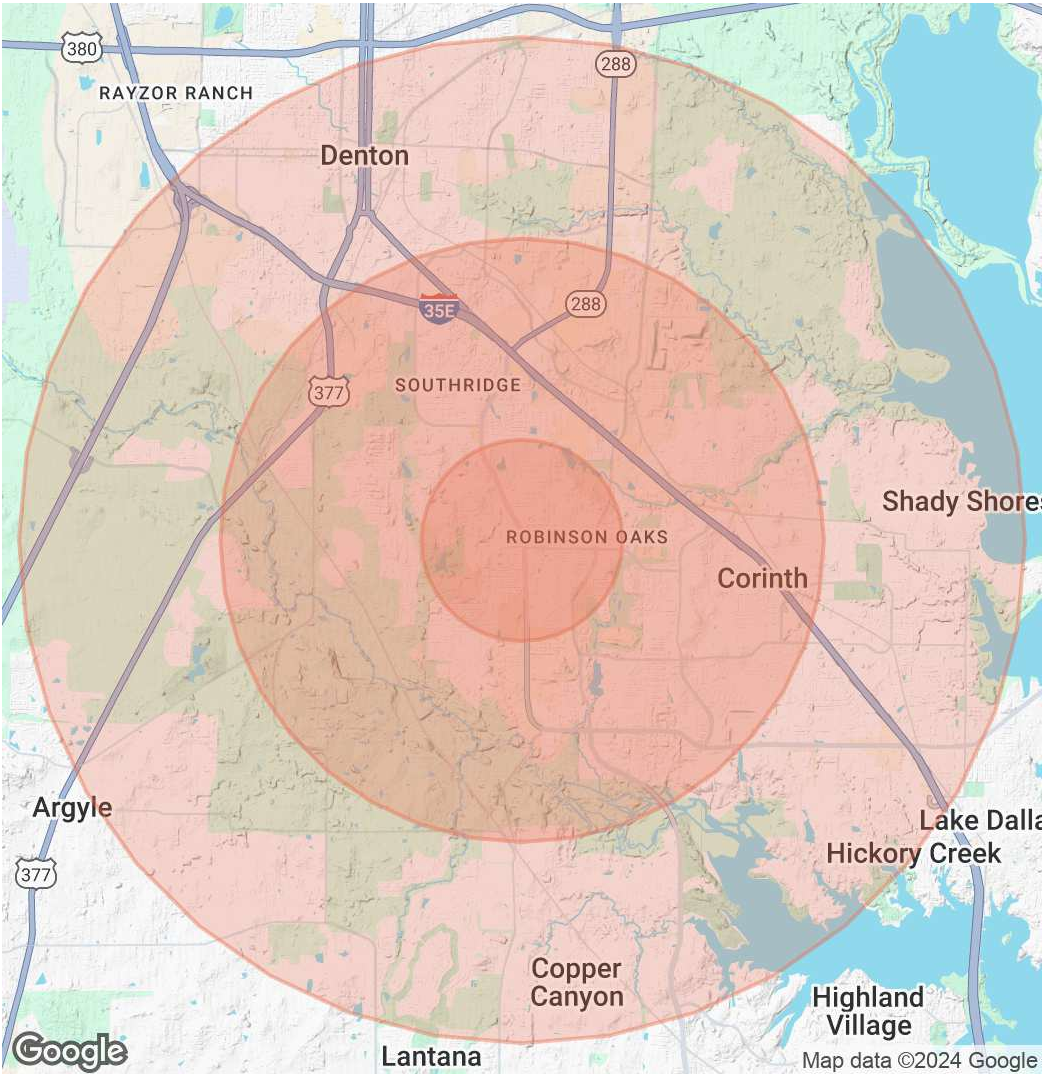 380
288
RAYZOR RANCH
Denton
288
35E
SOUTHRIDGE
377
Shady Shores
ROBINSON OAKS
Corinth
Argyle
Lake Dalla
Hickory Creek
377
Copper
Canyon
Highland
Village
Google
Lantana
Map data ©2024 Google